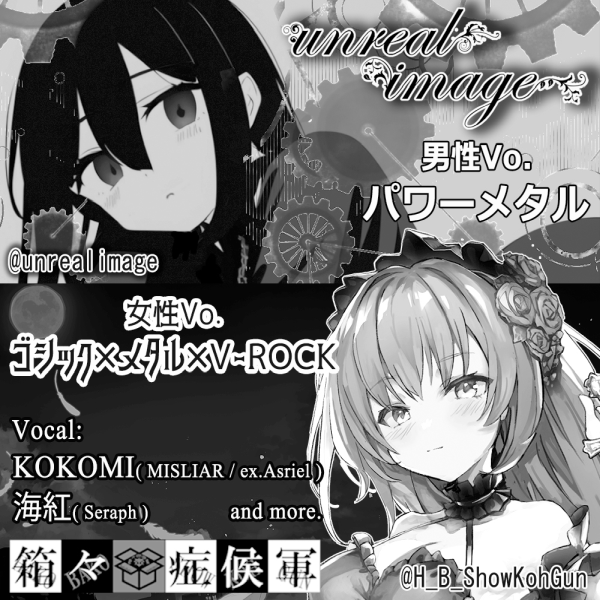 unreal
image
男性Vo.
パワーメタル
@unrealimage
女性Vo.
ゴシック×メタル×V-ROCK
Vocal:
KOKOMI( MISLIAR / ex.Asriel )
海紅( Seraph ) and more.
箱々症候軍
@H_B_ShowKohGun